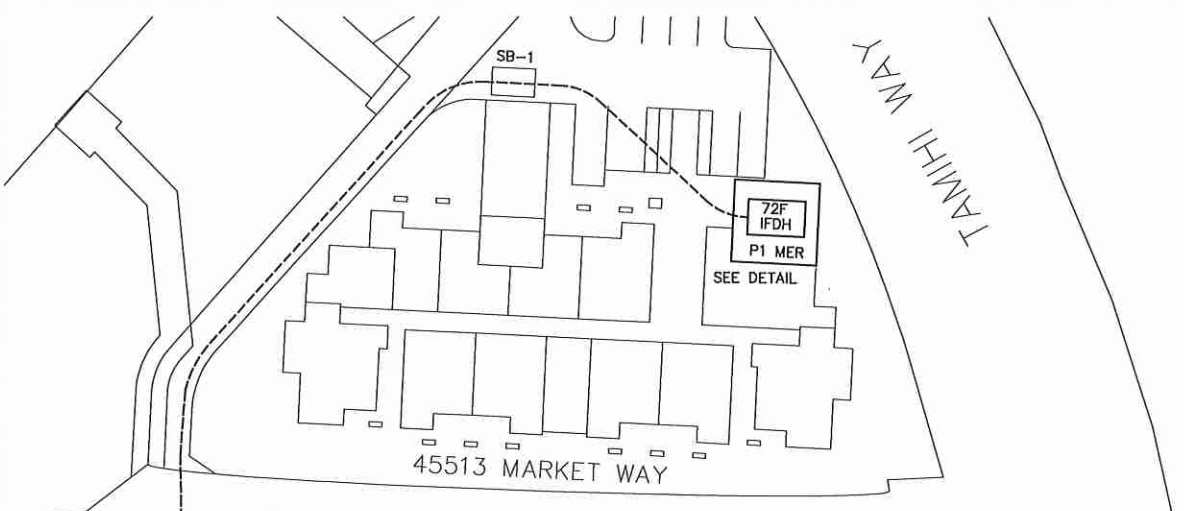 SB-1
TAMIHI WAY
72F
IFDH
P1 MER
SEE DETAIL
45513 MARKET WAY